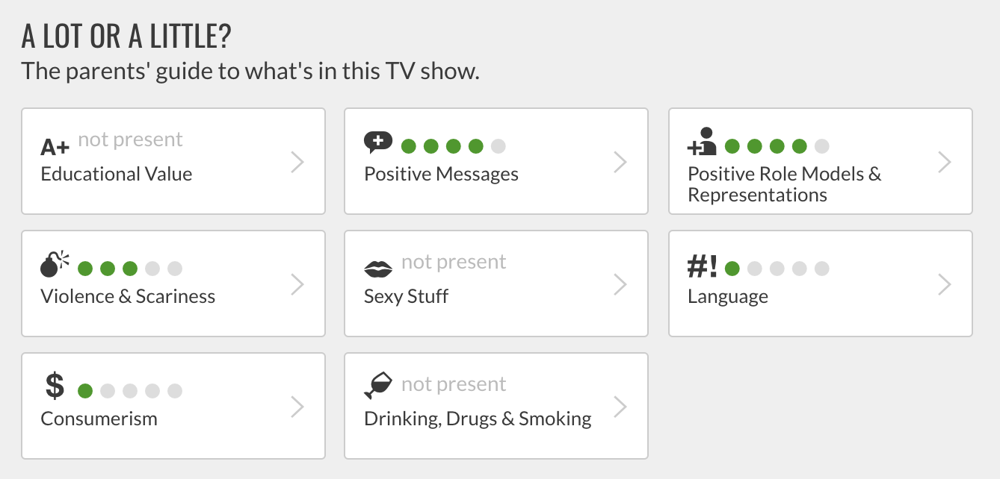 A LOT OR A LITTLE?
The parents' guide to what's in this TV show.
A+ not present
Educational Value
Positive Messages
Positive Role Models &
Representations
Violence & Scariness
not present
Sexy Stuff
#!
Language
$
Consumerism
not present
Drinking, Drugs & Smoking